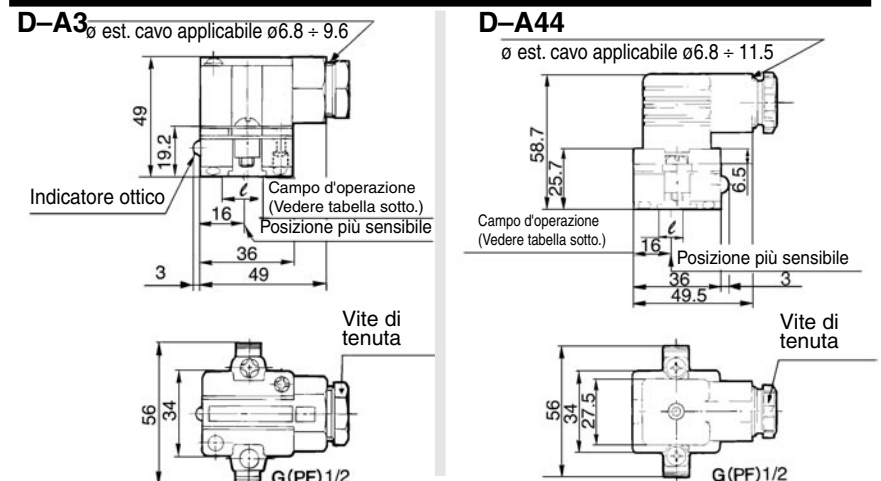 D–A3
ø est. cavo applicabile ø6.8 ÷ 9.6
49
19.2
Indicatore ottico
ℓ
Campo d'operazione
(Vedere tabella sotto.)
16
Posizione più sensibile
36
3
49
Vite di
tenuta
56
34
G(PF)1/2
D–A44
ø est. cavo applicabile ø6.8 ÷ 11.5
58.7
25.7
6.5
Campo d'operazione
(Vedere tabella sotto.)
ℓ
16
Posizione più sensibile
36
3
49.5
Vite di
tenuta
56
34
27.5
G(PF)1/2